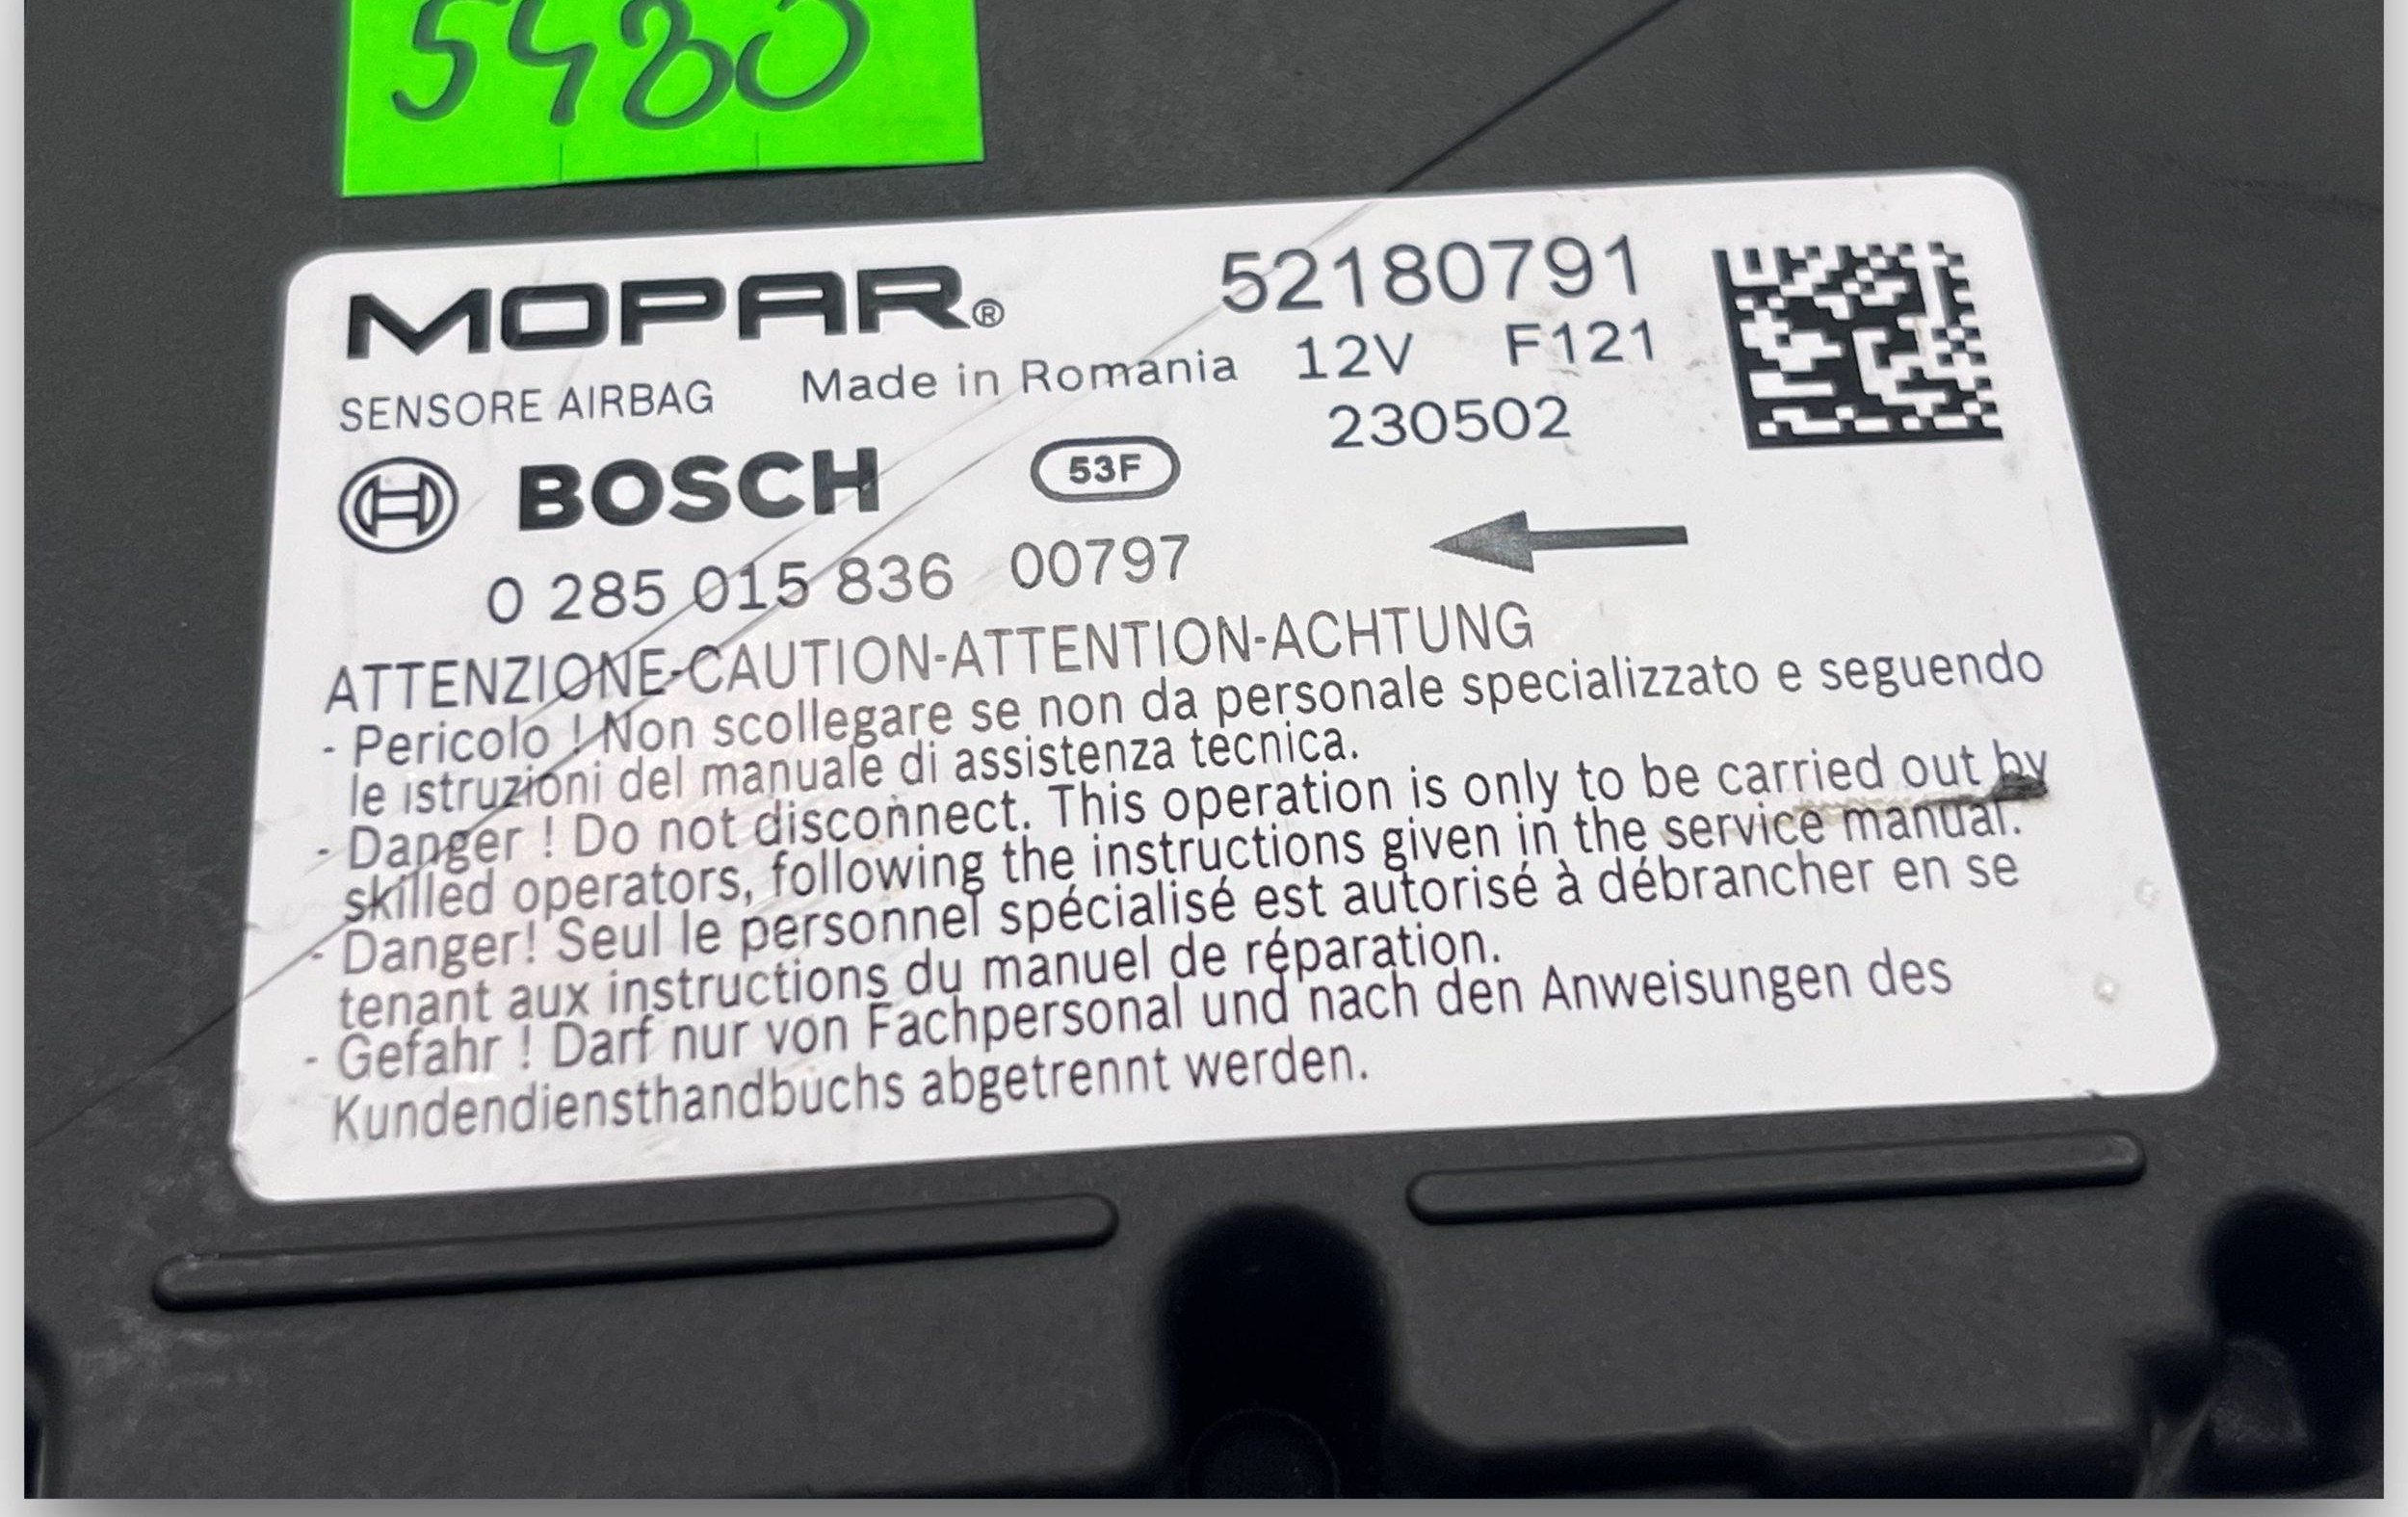 5480
MOPAR® 52180791
SENSORE AIRBAG Made in Romania 12V F121
230502
BOSCH 53F
0 285 015 836 00797
ATTENZIONE-CAUTION-ATTENTION-ACHTUNG
- Pericolo ! Non scollegare se non da personale specializzato e seguendo
le istruzioni del manuale di assistenza tecnica.
- Danger ! Do not disconnect. This operation is only to be carried out by
skilled operators, following the instructions given in the service manual.
- Danger! Seul le personnel spécialisé est autorisé à débrancher en se
tenant aux instructions du manuel de réparation.
- Gefahr ! Darf nur von Fachpersonal und nach den Anweisungen des
Kundendiensthandbuchs abgetrennt werden.